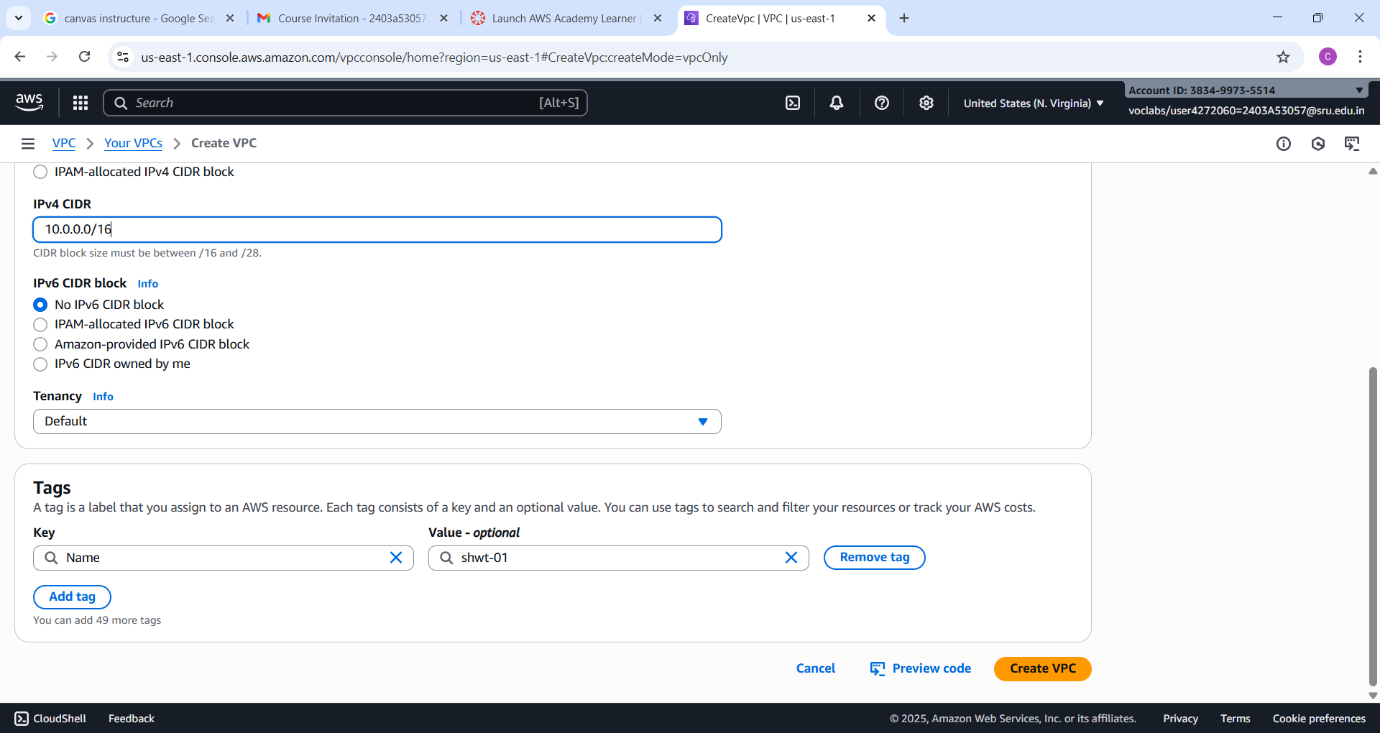 canvas instructure - Google Sea
Course Invitation - 2403a53057
Launch AWS Academy Learner L
CreateVpc | VPC | us-east-1
us-east-1.console.aws.amazon.com/vpcconsole/home?region=us-east-1#CreateVpc:createMode=vpcOnly
C
aws
Search
[Alt+S]
United States (N. Virginia)
Account ID: 3834-9973-5514
voclabs/user4272060=2403A53057@sru.edu.in
VPC
Your VPCs
Create VPC
IPAM-allocated IPv4 CIDR block
IPv4 CIDR
10.0.0.0/16
CIDR block size must be between /16 and /28.
IPv6 CIDR block Info
No IPv6 CIDR block
IPAM-allocated IPv6 CIDR block
Amazon-provided IPv6 CIDR block
IPv6 CIDR owned by me
Tenancy Info
Default
Tags
A tag is a label that you assign to an AWS resource. Each tag consists of a key and an optional value. You can use tags to search and filter your resources or track your AWS costs.
Key
Value - optional
Name
shwt-01
Remove tag
Add tag
You can add 49 more tags
Cancel
Preview code
Create VPC
CloudShell
Feedback
© 2025, Amazon Web Services, Inc. or its affiliates.
Privacy
Terms
Cookie preferences